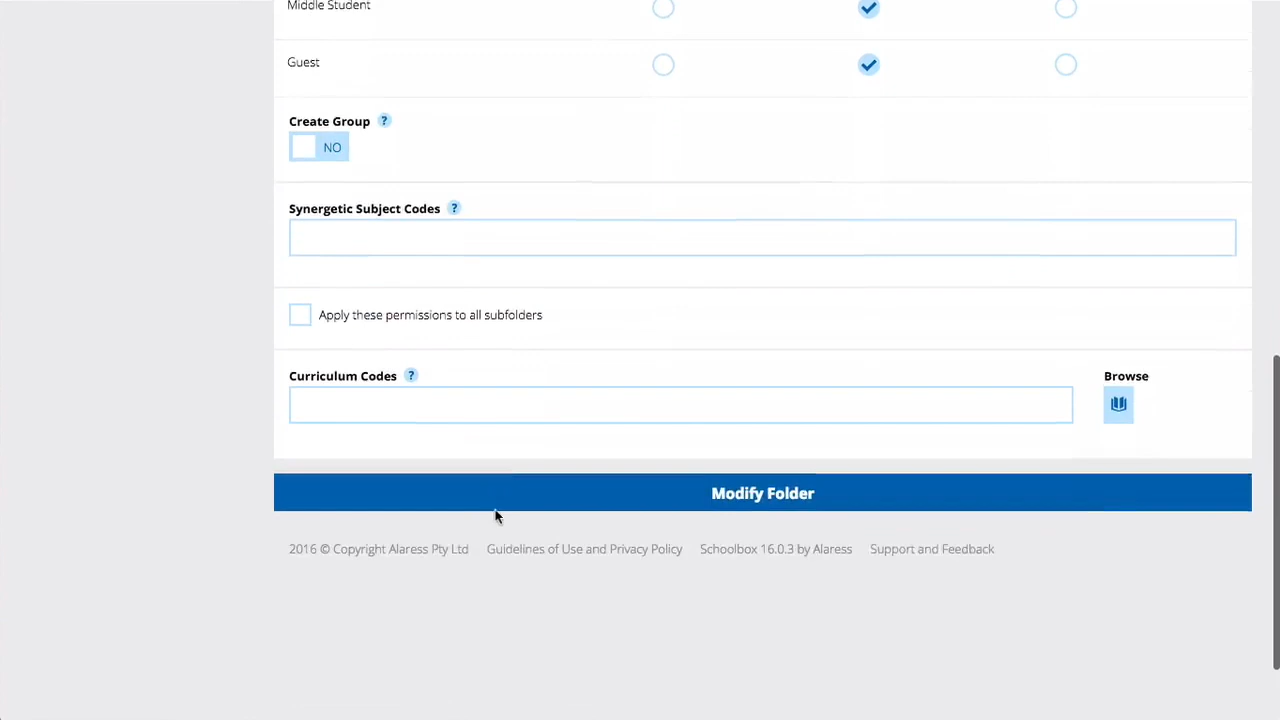 Middle Student
Guest
Create Group ?
NO
Synergetic Subject Codes ?
Apply these permissions to all subfolders
Curriculum Codes ? Browse
Modify Folder
2016 © Copyright Alaress Pty Ltd Guidelines of Use and Privacy Policy Schoolbox 16.0.3 by Alaress Support and Feedback